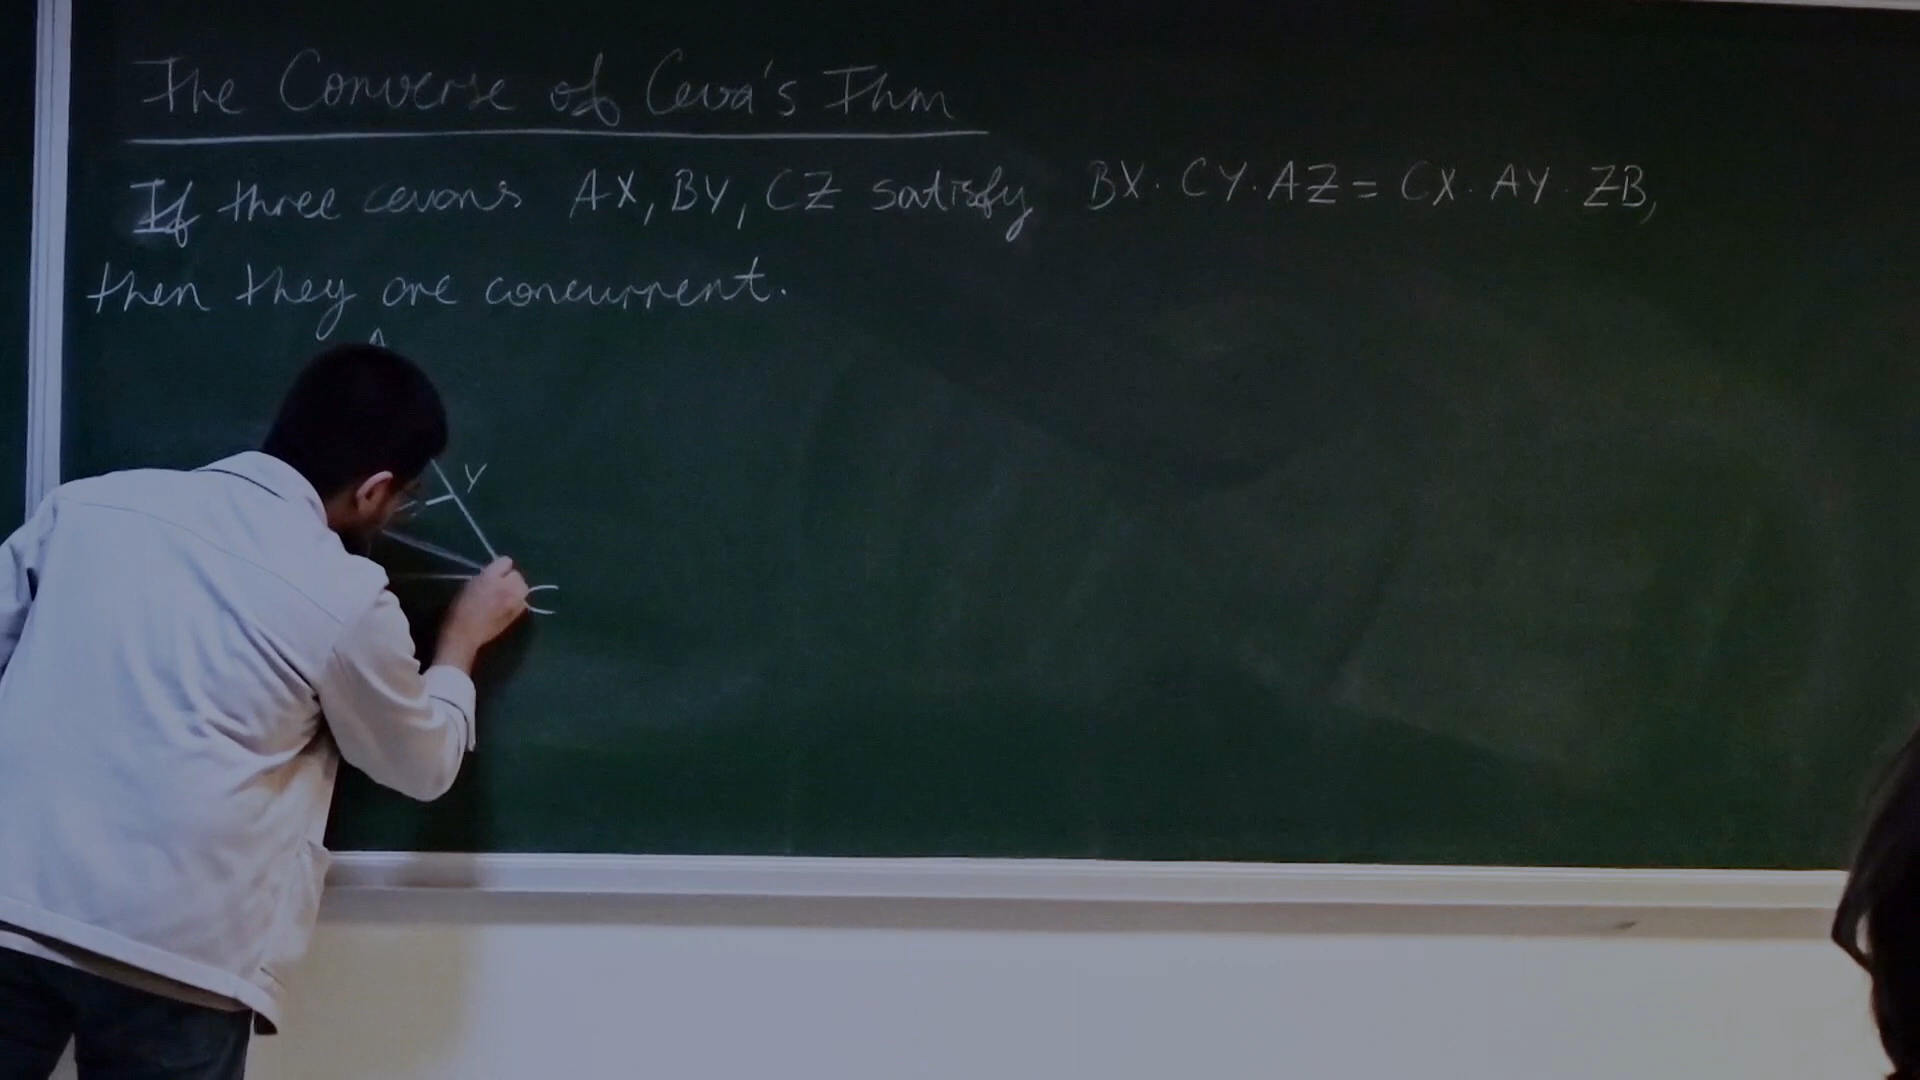 The Converse of Ceva's Thm
If three cevians AX, BY, CZ satisfy BX · CY · AZ = CX · AY · ZB,
then they are concurrent.
A
Y
C